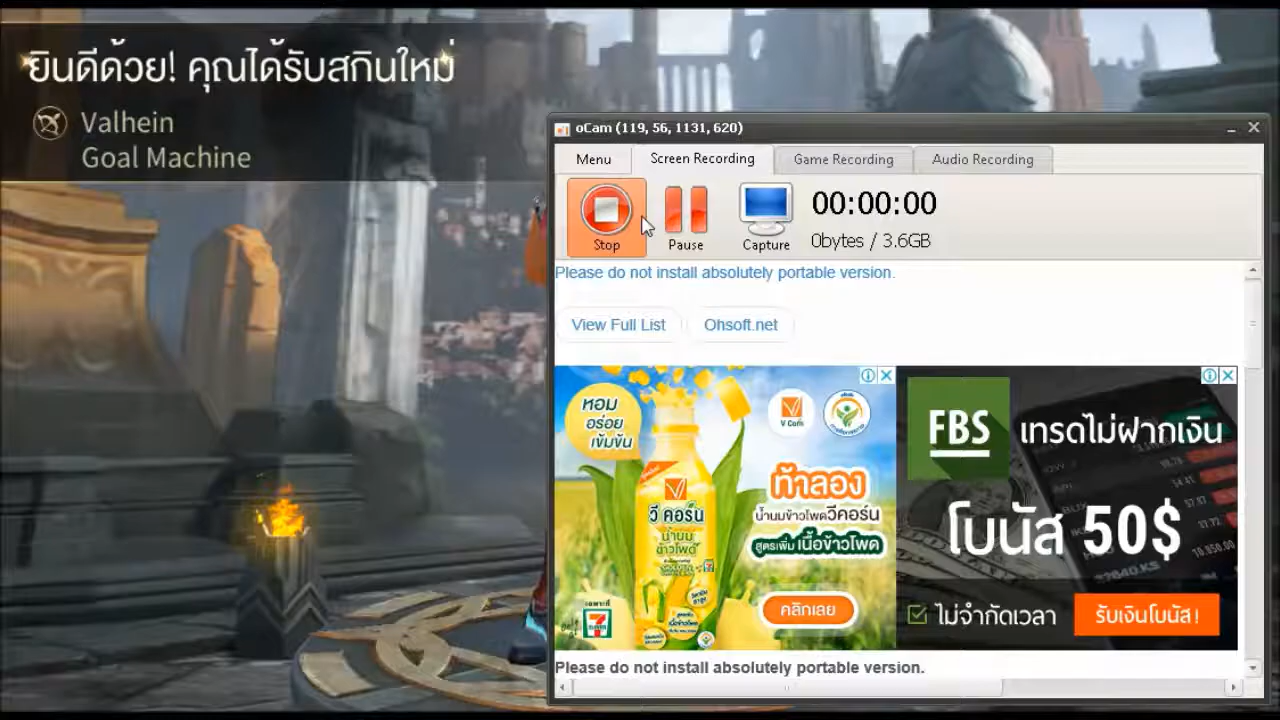 ยินดีด้วย! คุณได้รับสกินใหม่
Valhein
Goal Machine
oCam (119, 56, 1131, 620)
Menu
Screen Recording
Game Recording
Audio Recording
Stop
Pause
Capture
00:00:00
0bytes / 3.6GB
Please do not install absolutely portable version.
View Full List
Ohsoft.net
หอม
อร่อย
เข้มข้น
V Corn
วี คอร์น
น้ำนม
ข้าวโพด
ท้าลอง
น้ำนมข้าวโพดวีคอร์น
สูตรเพิ่ม เนื้อข้าวโพด
คลิกเลย
เฉพาะที่
FBS
เทรดไม่ฝากเงิน
โบนัส 50$
ไม่จำกัดเวลา
รับเงินโบนัส!
Please do not install absolutely portable version.